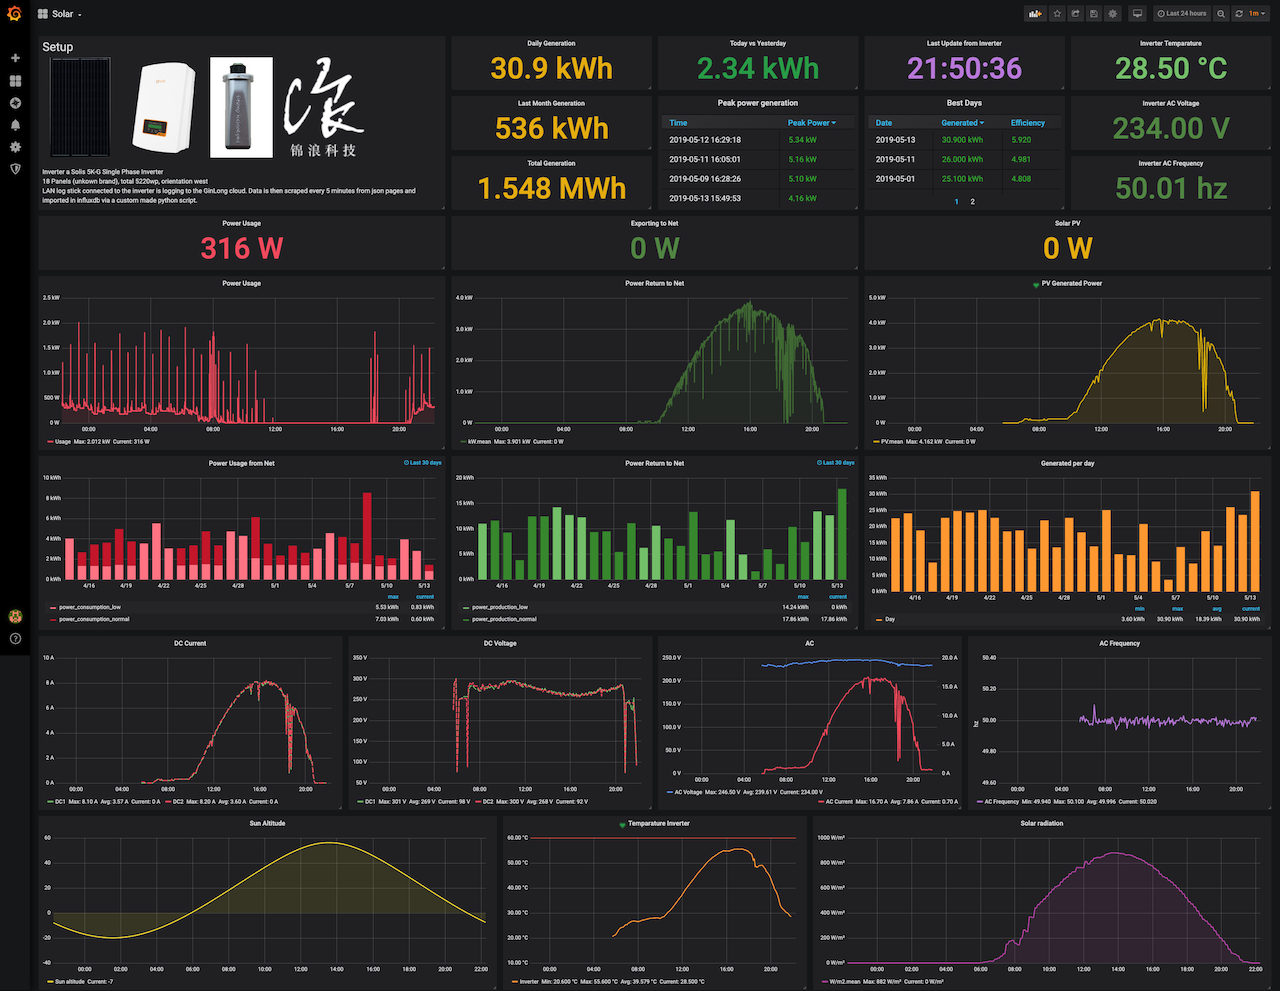 Solar
Last 24 hours
1m
Setup
锦浪科技
Inverter a Solis 5K-G Single Phase Inverter
18 Panels (unkown brand), total 5220wp, orientation west
LAN log stick connected to the inverter is logging to the GinLong cloud. Data is then scraped every 5 minutes from json pages and
imported in influxdb via a custom made python script.
Daily Generation
30.9 kWh
Today vs Yesterday
2.34 kWh
Last Update from Inverter
21:50:36
Inverter Temparature
28.50 °C
Last Month Generation
536 kWh
Total Generation
1.548 MWh
Peak power generation
Time Peak Power
2019-05-12 16:29:18 5.34 kW
2019-05-11 16:05:01 5.16 kW
2019-05-09 16:28:26 5.10 kW
2019-05-13 15:49:53 4.16 kW
Best Days
Date Generated Efficiency
2019-05-13 30.900 kWh 5.920
2019-05-11 26.000 kWh 4.981
2019-05-01 25.100 kWh 4.808
1 2
Inverter AC Voltage
234.00 V
Inverter AC Frequency
50.01 hz
Power Usage
316 W
Exporting to Net
0 W
Solar PV
0 W
Power Usage
2.5 kW
2.0 kW
1.5 kW
1.0 kW
500 W
0 W
00:00 04:00 08:00 12:00 16:00 20:00
Usage Max: 2.012 kW Current: 316 W
Power Return to Net
4.0 kW
3.0 kW
2.0 kW
1.0 kW
0 W
00:00 04:00 08:00 12:00 16:00 20:00
kW.mean Max: 3.901 kW Current: 0 W
PV Generated Power
5.0 kW
4.0 kW
3.0 kW
2.0 kW
1.0 kW
0 W
00:00 04:00 08:00 12:00 16:00 20:00
PV.mean Max: 4.162 kW Current: 0 W
Power Usage from Net
Last 30 days
10 kWh
8 kWh
6 kWh
4 kWh
2 kWh
0 kWh
4/16 4/19 4/22 4/25 4/28 5/1 5/4 5/7 5/10 5/13
max current
power_consumption_low 5.53 kWh 0.83 kWh
power_consumption_normal 7.03 kWh 0.60 kWh
Power Return to Net
Last 30 days
20 kWh
15 kWh
10 kWh
5 kWh
0 kWh
4/16 4/19 4/22 4/25 4/28 5/1 5/4 5/7 5/10 5/13
max current
power_production_low 14.24 kWh 0 kWh
power_production_normal 17.86 kWh 17.86 kWh
Generated per day
35 kWh
30 kWh
25 kWh
20 kWh
15 kWh
10 kWh
5 kWh
0 kWh
4/16 4/19 4/22 4/25 4/28 5/1 5/4 5/7 5/10 5/13
min max avg current
Day 3.60 kWh 30.90 kWh 18.39 kWh 30.90 kWh
DC Current
10 A
8 A
6 A
4 A
2 A
0 A
00:00 04:00 08:00 12:00 16:00 20:00
DC1 Max: 8.10 A Avg: 3.57 A Current: 0 A DC2 Max: 8.20 A Avg: 3.60 A Current: 0 A
DC Voltage
350 V
300 V
250 V
200 V
150 V
100 V
50 V
00:00 04:00 08:00 12:00 16:00 20:00
DC1 Max: 301 V Avg: 269 V Current: 98 V DC2 Max: 300 V Avg: 268 V Current: 92 V
AC
250.0 V
200.0 V
150.0 V
100.0 V
50.0 V
0 V
20.0 A
15.0 A
10.0 A
5.0 A
0 A
00:00 04:00 08:00 12:00 16:00 20:00
AC Voltage Max: 246.50 V Avg: 239.61 V Current: 234.00 V
AC Current Max: 16.70 A Avg: 7.86 A Current: 0.70 A
AC Frequency
50.40
50.20
50.00
49.80
49.60
hz
00:00 04:00 08:00 12:00 16:00 20:00
AC Frequency Min: 49.940 Max: 50.100 Avg: 49.996 Current: 50.020
Sun Altitude
60
40
20
0
-20
-40
00:00 02:00 04:00 06:00 08:00 10:00 12:00 14:00 16:00 18:00 20:00 22:00
Sun altitude Current: -7
Temparature Inverter
60.00 °C
50.00 °C
40.00 °C
30.00 °C
20.00 °C
10.00 °C
00:00 04:00 08:00 12:00 16:00 20:00
Inverter Min: 20.600 °C Max: 55.600 °C Avg: 39.579 °C Current: 28.500 °C
Solar radiation
1000 W/m²
800 W/m²
600 W/m²
400 W/m²
200 W/m²
0 W/m²
00:00 02:00 04:00 06:00 08:00 10:00 12:00 14:00 16:00 18:00 20:00 22:00
W/m2.mean Max: 882 W/m² Current: 0 W/m²